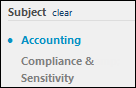 Subject clear
Accounting
Compliance &
Sensitivity